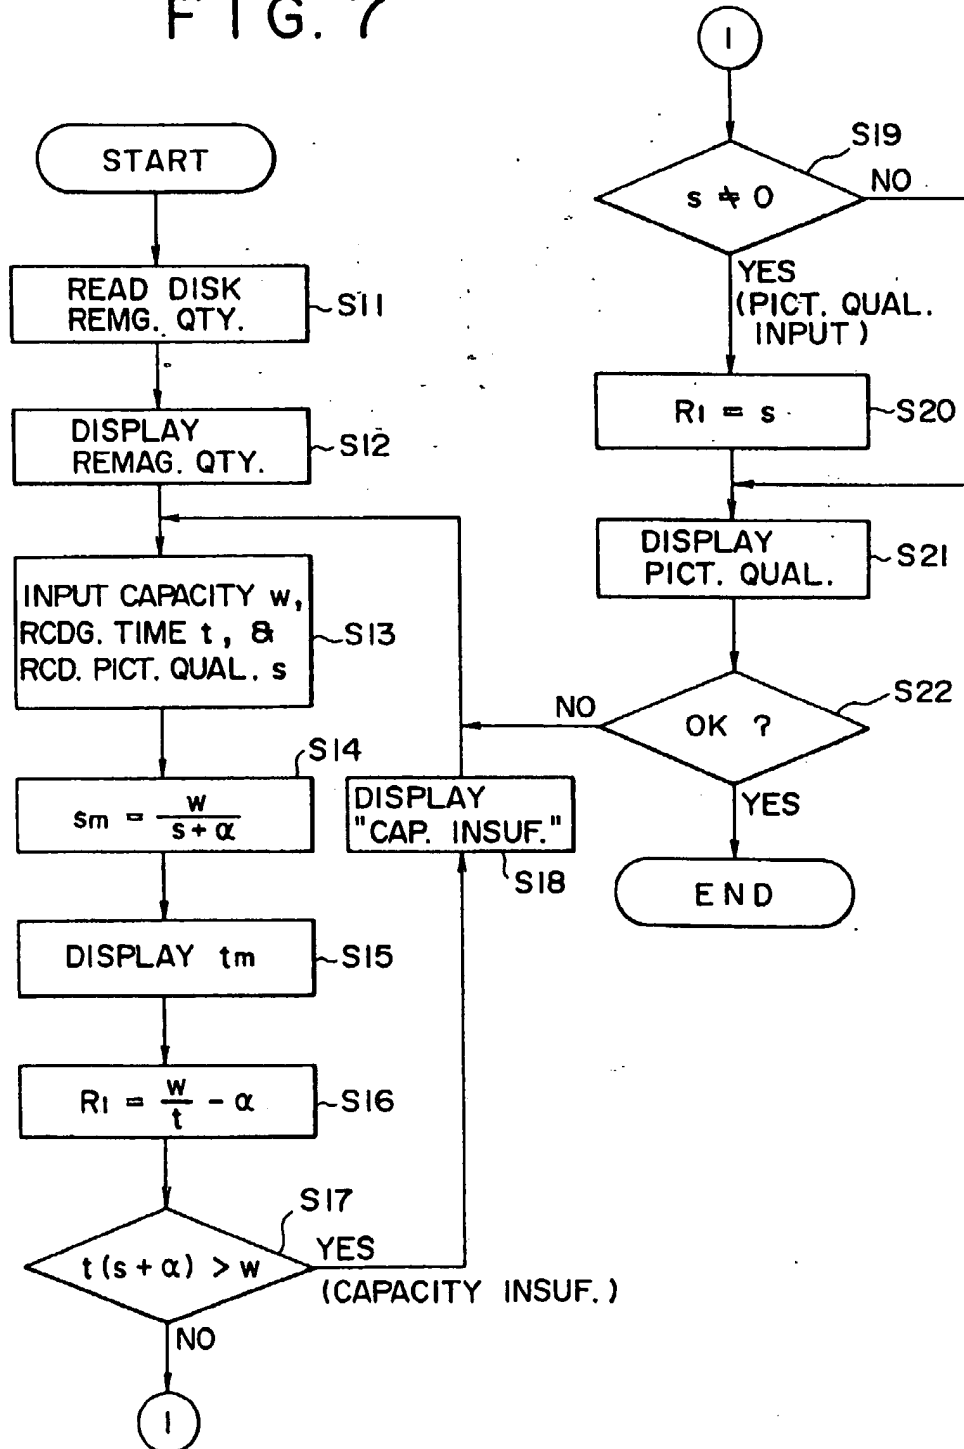 FIG. 7
START
READ DISK
REMG. QTY.
S11
DISPLAY
REMAG. QTY.
S12
INPUT CAPACITY w,
RCDG. TIME t, &
RCD. PICT. QUAL. s
S13
S14
sm = w / s + α
DISPLAY tm
S15
R1 = w / t - α
S16
S17
t (s + α) > w
YES
(CAPACITY INSUF.)
NO
1
DISPLAY
"CAP. INSUF."
S18
1
S19
s ≠ 0
NO
YES
(PICT. QUAL.
INPUT)
R1 = s
S20
DISPLAY
PICT. QUAL.
S21
S22
OK ?
NO
YES
END